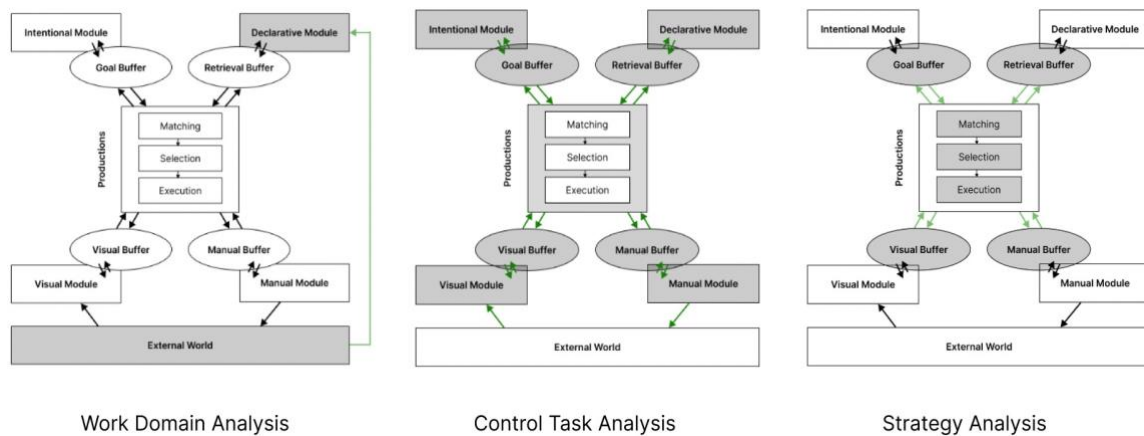 Intentional Module
Declarative Module
Goal Buffer
Retrieval Buffer
Productions
Matching
Selection
Execution
Visual Buffer
Manual Buffer
Visual Module
Manual Module
External World
Work Domain Analysis
Intentional Module
Declarative Module
Goal Buffer
Retrieval Buffer
Productions
Matching
Selection
Execution
Visual Buffer
Manual Buffer
Visual Module
Manual Module
External World
Control Task Analysis
Intentional Module
Declarative Module
Goal Buffer
Retrieval Buffer
Productions
Matching
Selection
Execution
Visual Buffer
Manual Buffer
Visual Module
Manual Module
External World
Strategy Analysis